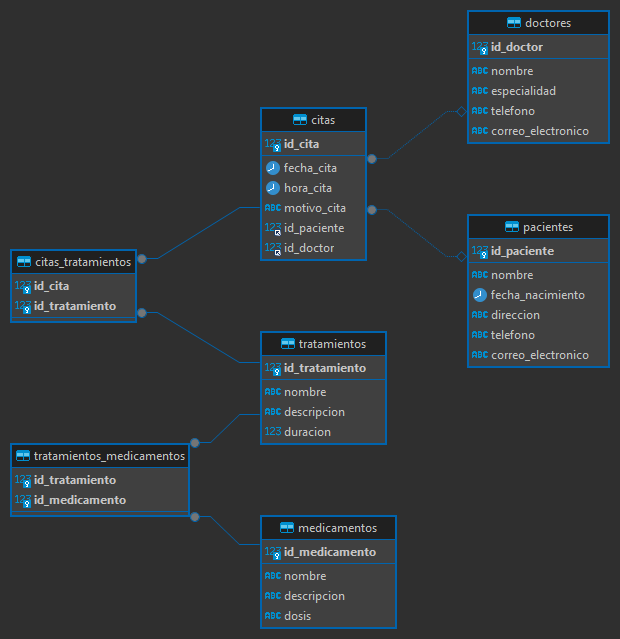 doctores
123 id_doctor
ABC nombre
ABC especialidad
ABC telefono
ABC correo_electronico
citas
123 id_cita
fecha_cita
hora_cita
ABC motivo_cita
123 id_paciente
123 id_doctor
pacientes
123 id_paciente
ABC nombre
fecha_nacimiento
ABC direccion
ABC telefono
ABC correo_electronico
citas_tratamientos
123 id_cita
123 id_tratamiento
tratamientos
123 id_tratamiento
ABC nombre
ABC descripcion
123 duracion
tratamientos_medicamentos
123 id_tratamiento
123 id_medicamento
medicamentos
123 id_medicamento
ABC nombre
ABC descripcion
ABC dosis